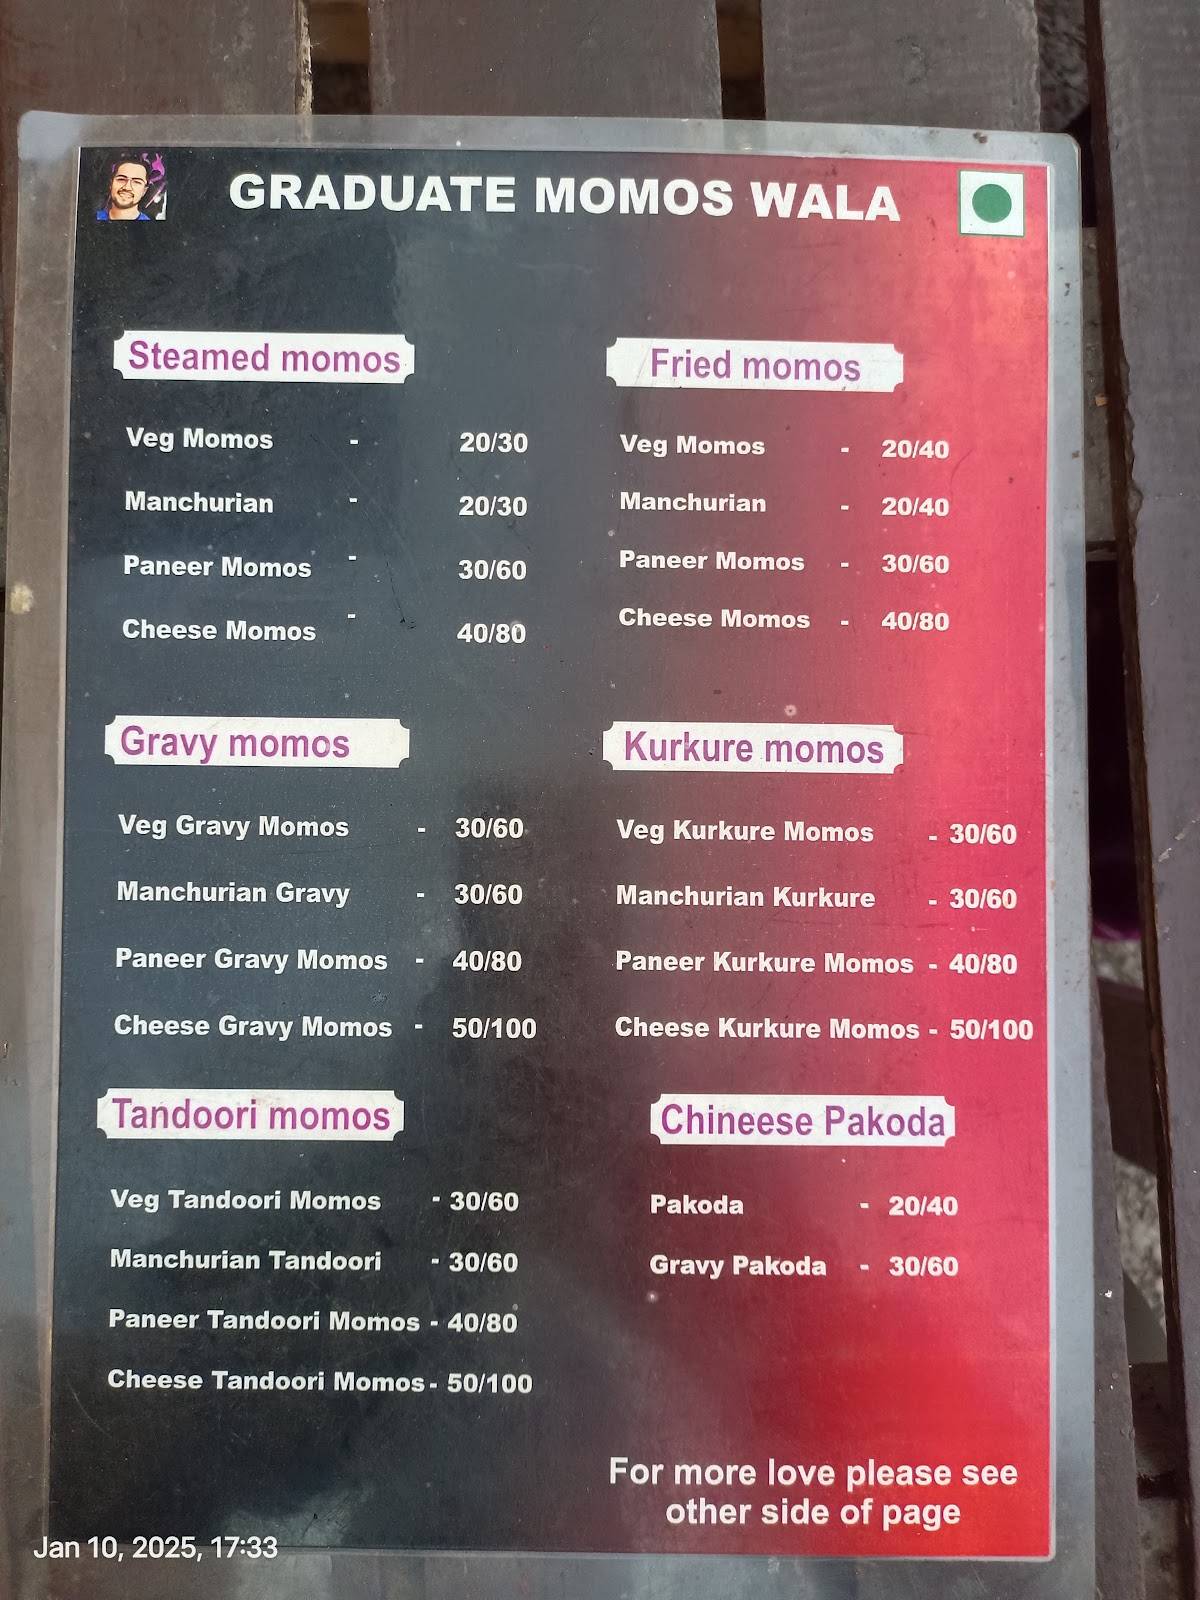 GRADUATE MOMOS WALA
Steamed momos
Veg Momos - 20/30
Manchurian - 20/30
Paneer Momos - 30/60
Cheese Momos - 40/80
Fried momos
Veg Momos - 20/40
Manchurian - 20/40
Paneer Momos - 30/60
Cheese Momos - 40/80
Gravy momos
Veg Gravy Momos - 30/60
Manchurian Gravy - 30/60
Paneer Gravy Momos - 40/80
Cheese Gravy Momos - 50/100
Kurkure momos
Veg Kurkure Momos - 30/60
Manchurian Kurkure - 30/60
Paneer Kurkure Momos - 40/80
Cheese Kurkure Momos - 50/100
Tandoori momos
Veg Tandoori Momos - 30/60
Manchurian Tandoori - 30/60
Paneer Tandoori Momos - 40/80
Cheese Tandoori Momos - 50/100
Chineese Pakoda
Pakoda - 20/40
Gravy Pakoda - 30/60
For more love please see
other side of page
Jan 10, 2025, 17:33